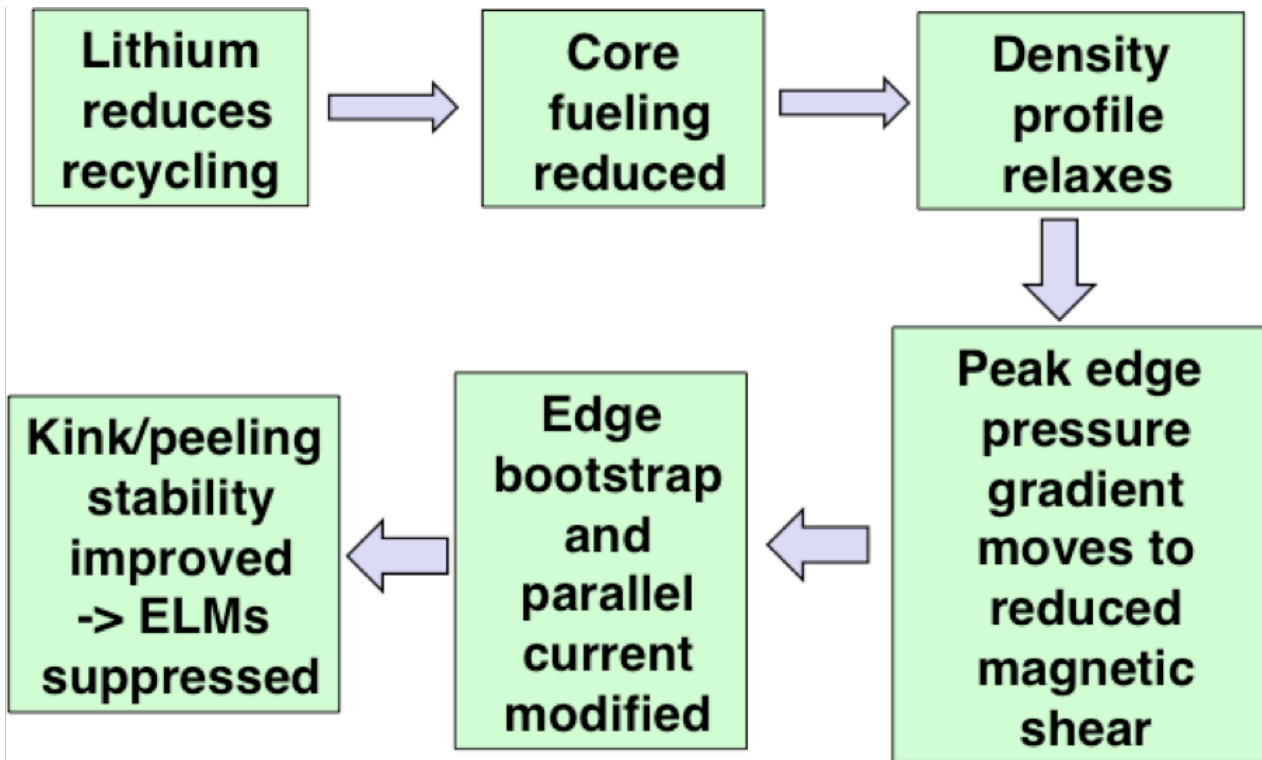 Lithium
reduces
recycling
Core
fueling
reduced
Density
profile
relaxes
Peak edge
pressure
gradient
moves to
reduced
magnetic
shear
Edge
bootstrap
and
parallel
current
modified
Kink/peeling
stability
improved
-> ELMs
suppressed